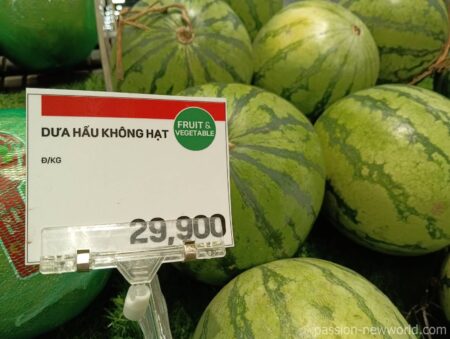 DƯA HẤU KHÔNG HẠT
FRUIT &
VEGETABLE
Đ/KG
29,900
passion-newworld.com